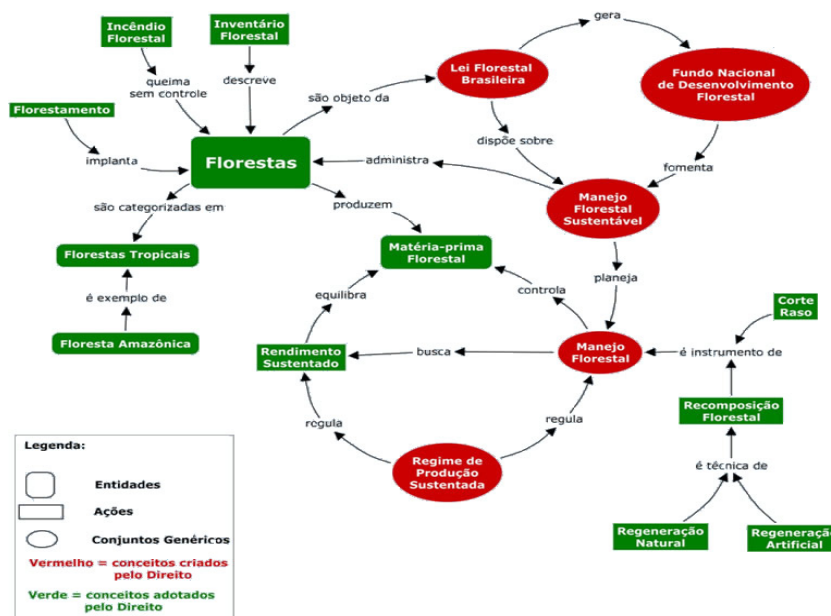 Incêndio
Florestal
Inventário
Florestal
gera
Lei Florestal
Brasileira
Fundo Nacional
de Desenvolvimento
Florestal
queima
sem controle
descreve
são objeto da
Florestamento
dispõe sobre
implanta
Florestas
administra
fomenta
são categorizadas em
produzem
Manejo
Florestal
Sustentável
Florestas Tropicais
Matéria-prima
Florestal
planeja
é exemplo de
equilibra
controla
Corte
Raso
Floresta Amazônica
Rendimento
Sustentado
busca
Manejo
Florestal
é instrumento de
Recomposição
Florestal
regula
regula
Regime de
Produção
Sustentada
é técnica de
Regeneração
Natural
Regeneração
Artificial
Legenda:
Entidades
Ações
Conjuntos Genéricos
Vermelho = conceitos criados
pelo Direito
Verde = conceitos adotados
pelo Direito